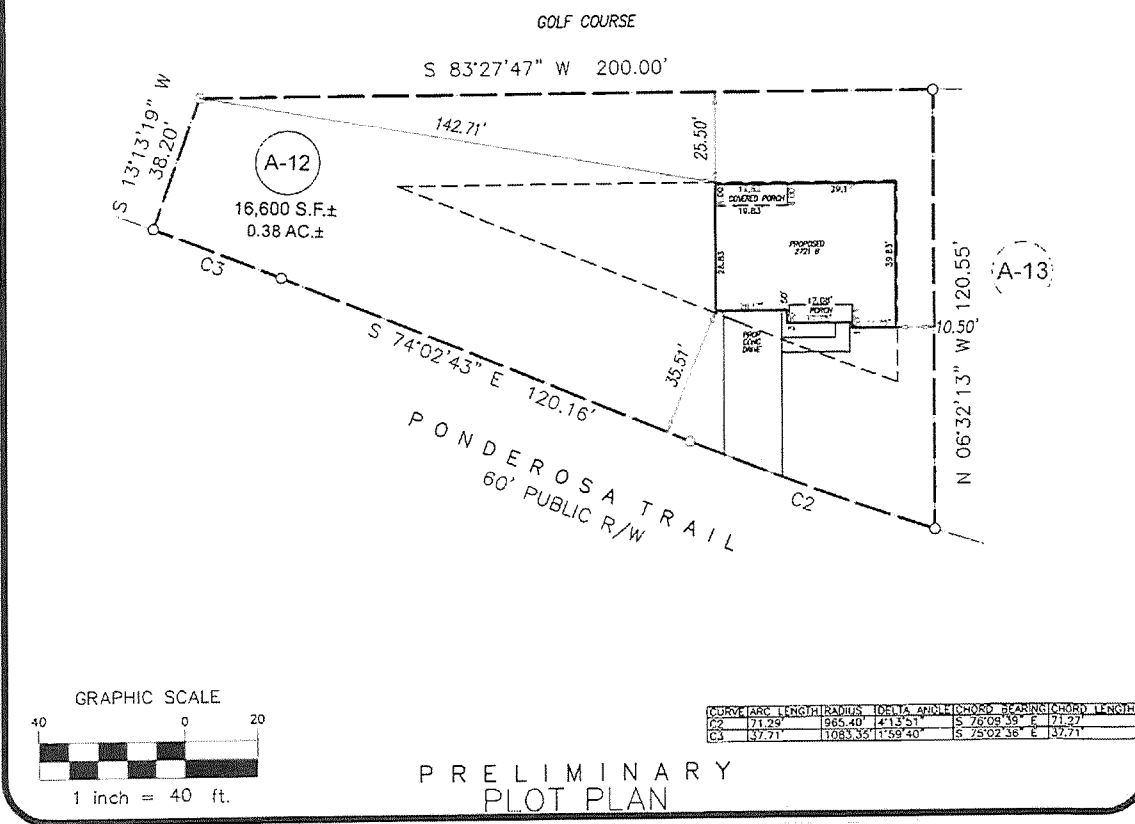 GOLF COURSE
S 83°27'47" W 200.00'
S 13°13'19" W
38.20'
142.71'
25.50'
A-12
16,600 S.F.±
0.38 AC.±
COVERED PORCH
19.83
PROPOSED
2721 B
39.83'
28.83
N 06°32'13" W 120.55'
A-13
10.50'
PORCH
35.51'
C3
S 74°02'43" E 120.16'
C2
PONDEROSA TRAIL
60' PUBLIC R/W
GRAPHIC SCALE
40 0 20
1 inch = 40 ft.
CURVE ARC LENGTH RADIUS DELTA ANGLE CHORD BEARING CHORD LENGTH
C2 71.29' 965.40' 4°13'51" S 76°09'39" E 71.27'
C3 37.71' 1083.35' 1°59'40" S 75°02'36" E 37.71'
PRELIMINARY
PLOT PLAN